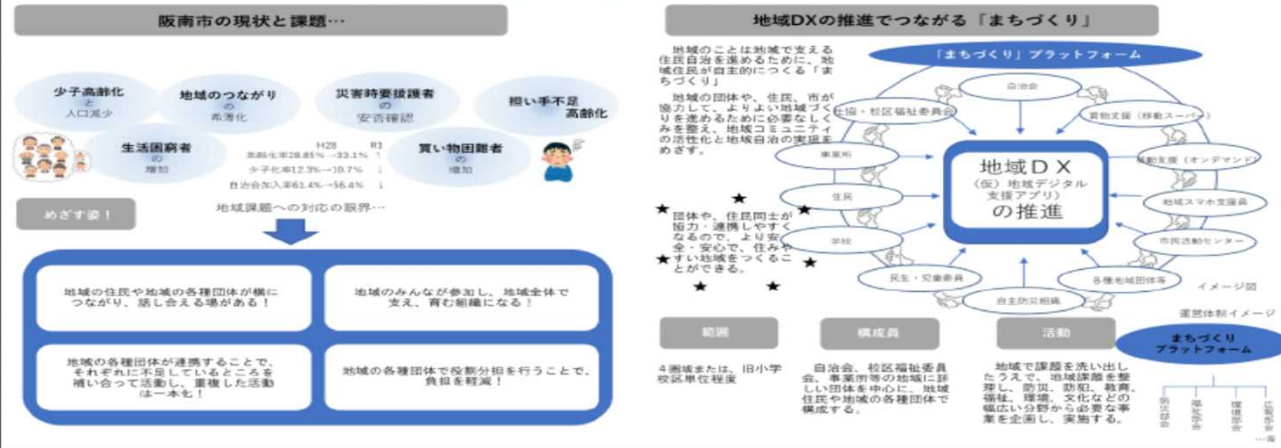 阪南市の現状と課題…
少子高齢化
と
人口減少
地域のつながり
の
希薄化
災害時要援護者
の
安否確認
担い手不足
高齢化
生活困窮者
の
増加
H28
高齢化率28.81%→33.1%
少子化率12.3%→10.7%
自治会加入率61.4%→56.4%
買い物困難者
の
増加
めざす姿！
地域課題への対応の限界…
地域の住民や地域の各種団体が横に
つながり、話し合える場がある！
地域のみんなが参加し、地域全体で
支え、育む組織になる！
地域の各種団体が連携することで、
それぞれに不足しているところを
補い合って活動し、重複した活動
は一本化！
地域の各種団体で役割分担を行うことで、
負担を軽減！
地域DXの推進でつながる「まちづくり」
地域のことは地域で支える
住民自治を進めるために、地
域住民が自主的につくる「ま
ちづくり」
地域の団体や、住民、市が
協力して、よりよい地域づく
りを進めるために必要なしく
みを整え、地域コミュニティ
の活性化と地域自治の実現を
めざす。
団体や、住民同士が
協力・連携しやすく
なるので、より安
全・安心で、住みや
すい地域をつくるこ
とができる。
「まちづくり」プラットフォーム
自治会
社協・校区福祉委員会
買物支援（移動スーパー）
事業所
移動支援（オンデマンド）
住民
地域スマホ支援員
学校
市民活動センター
民生・児童委員
各種地域団体等
自主防災組織
地域DX
（仮）地域デジタル
支援アプリ）
の推進
イメージ図
運営体制イメージ
範囲
４圏域または、旧小学
校区単位程度
構成員
自治会、校区福祉委員
会、事業所等の地域に詳
しい団体を中心に、地域
住民や地域の各種団体で
構成する。
活動
地域で課題を洗い出し
たうえで、地域課題を整
理し、防災、防犯、教育、
福祉、環境、文化などの
幅広い分野から必要な事
業を企画し、実施する。
まちづくり
プラットフォーム
防災部会
福祉部会
環境部会
広報部会
…等